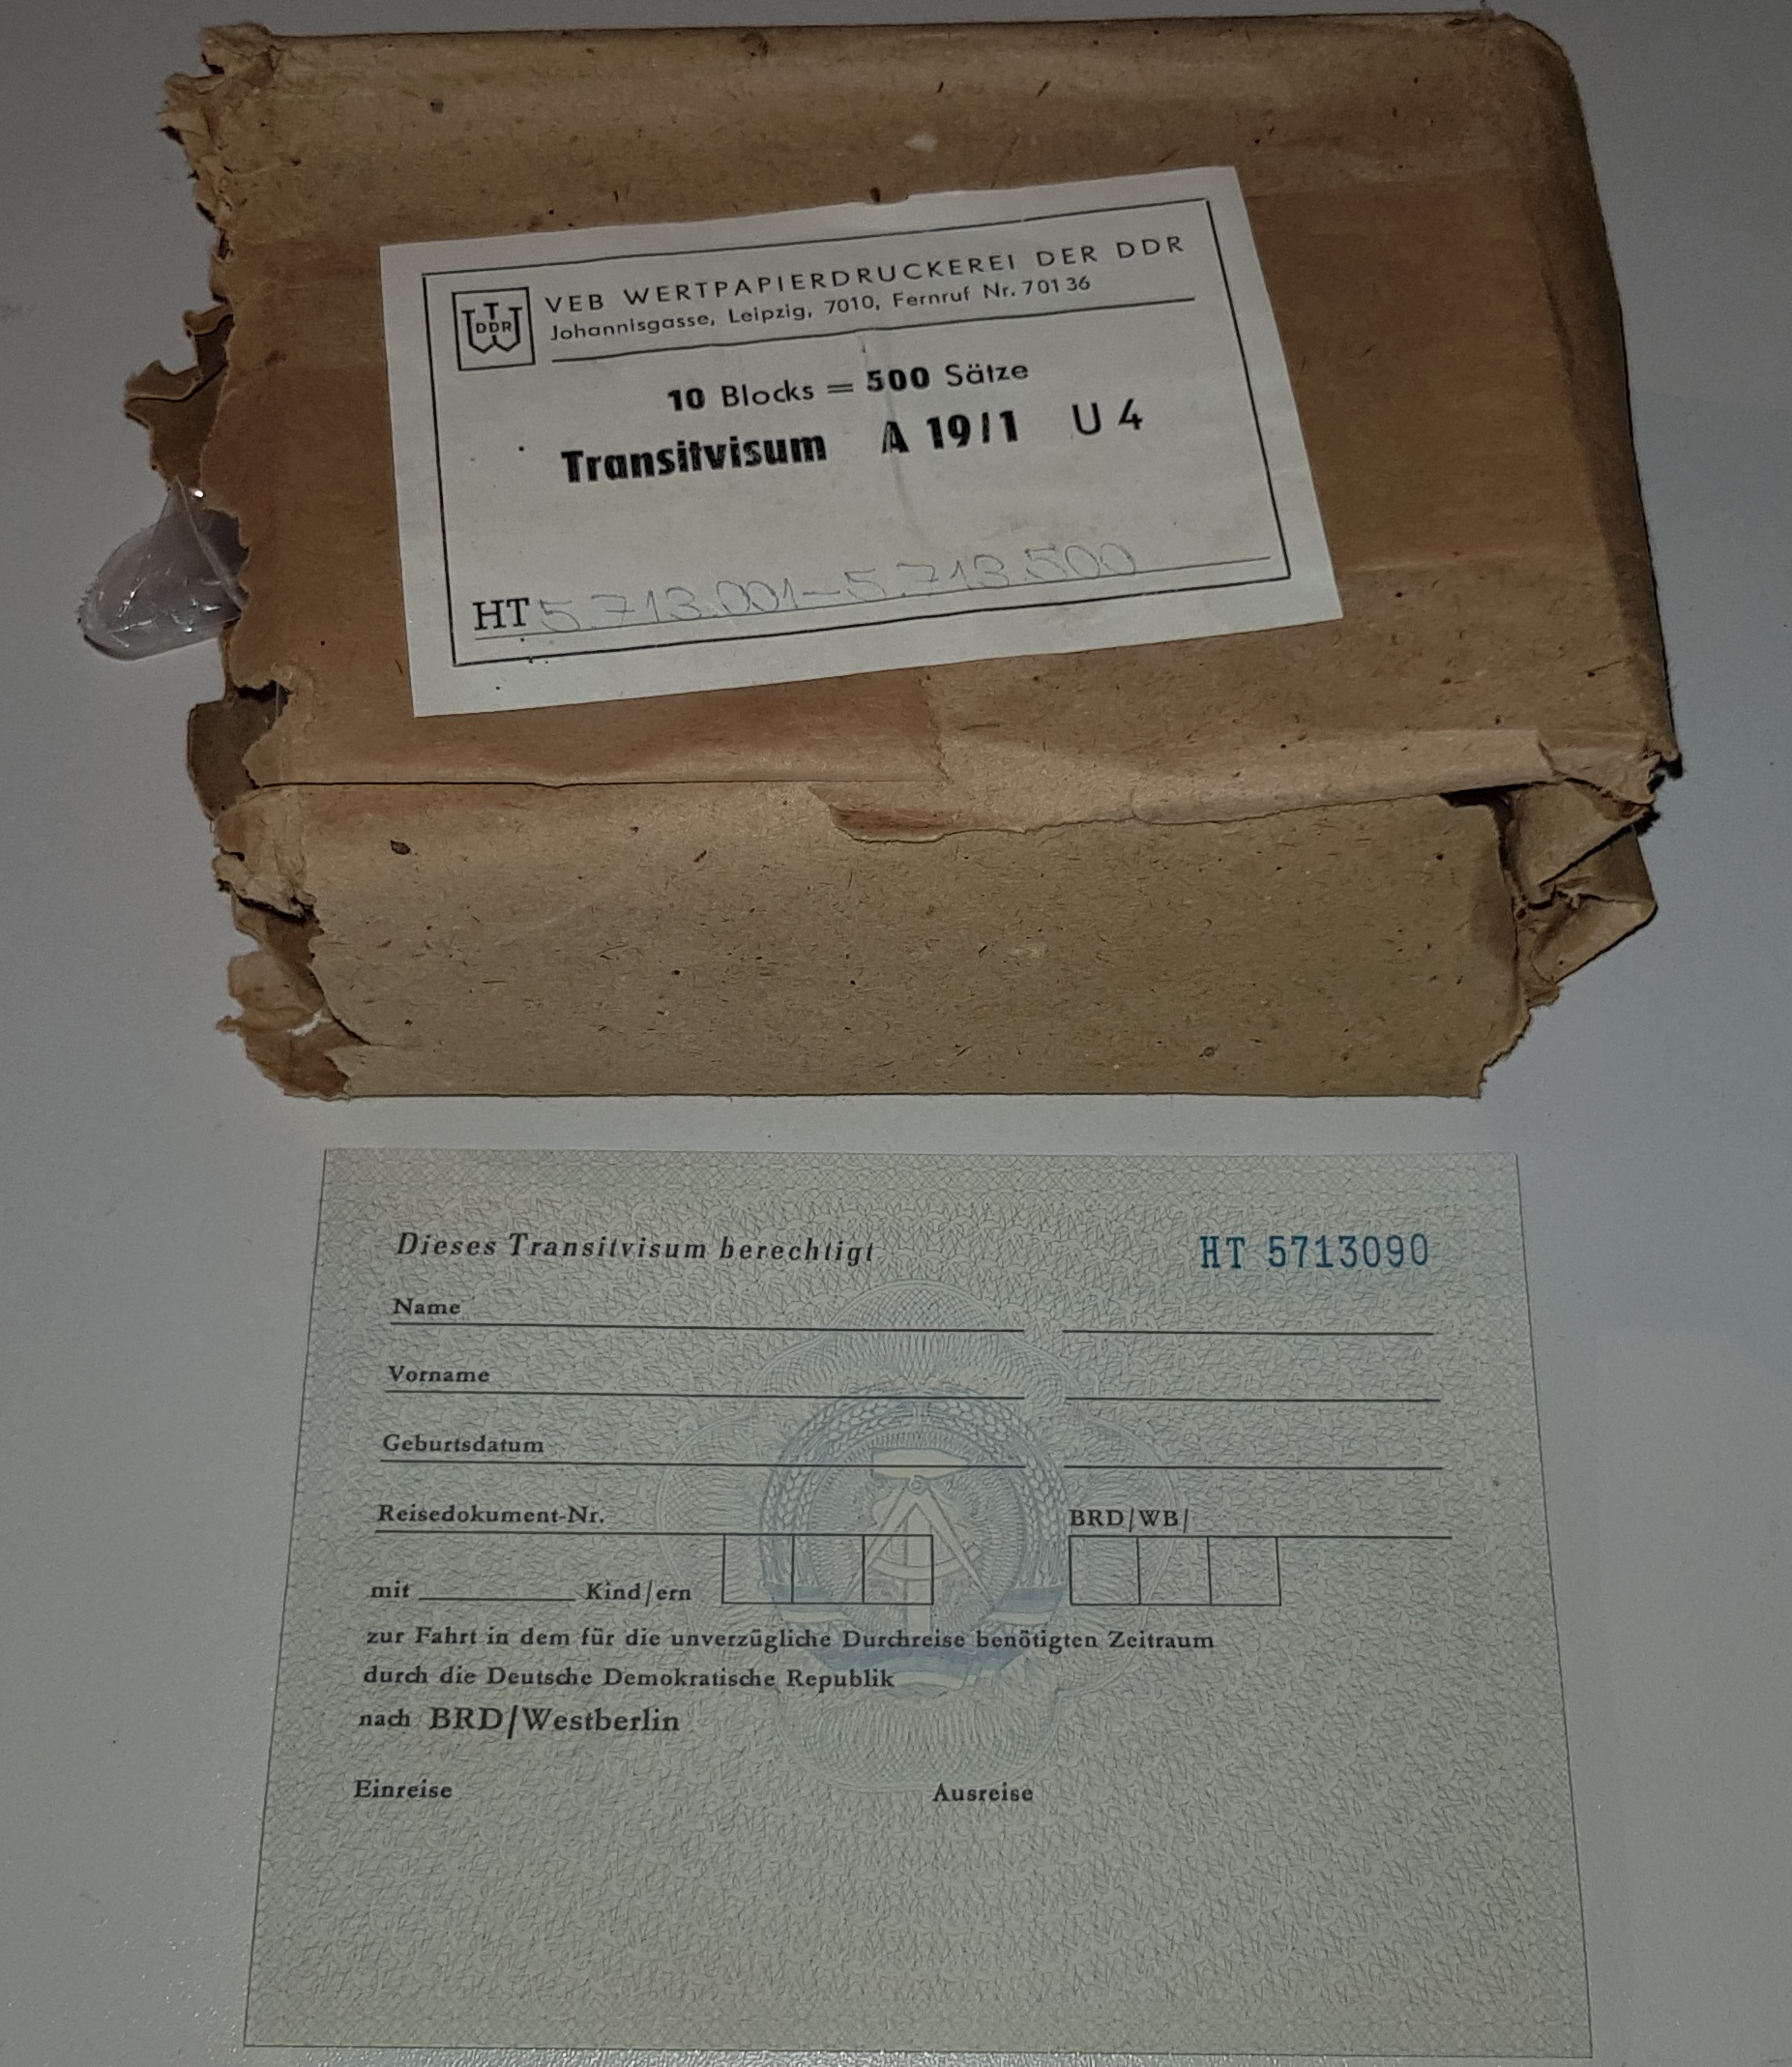 VEB WERTPAPIERDRUCKEREI DER DDR
WT DDR
Johannisgasse, Leipzig, 7010, Fernruf Nr. 701 36
10 Blocks = 500 Sätze
Transitvisum A 19/1 U 4
HT 5.713.001–5.713.500
Dieses Transitvisum berechtigt HT 5713090
Name
Vorname
Geburtsdatum
Reisedokument-Nr. BRD/WB/
mit Kind/ern
zur Fahrt in dem für die unverzügliche Durchreise benötigten Zeitraum
durch die Deutsche Demokratische Republik
nach BRD/Westberlin
Einreise Ausreise